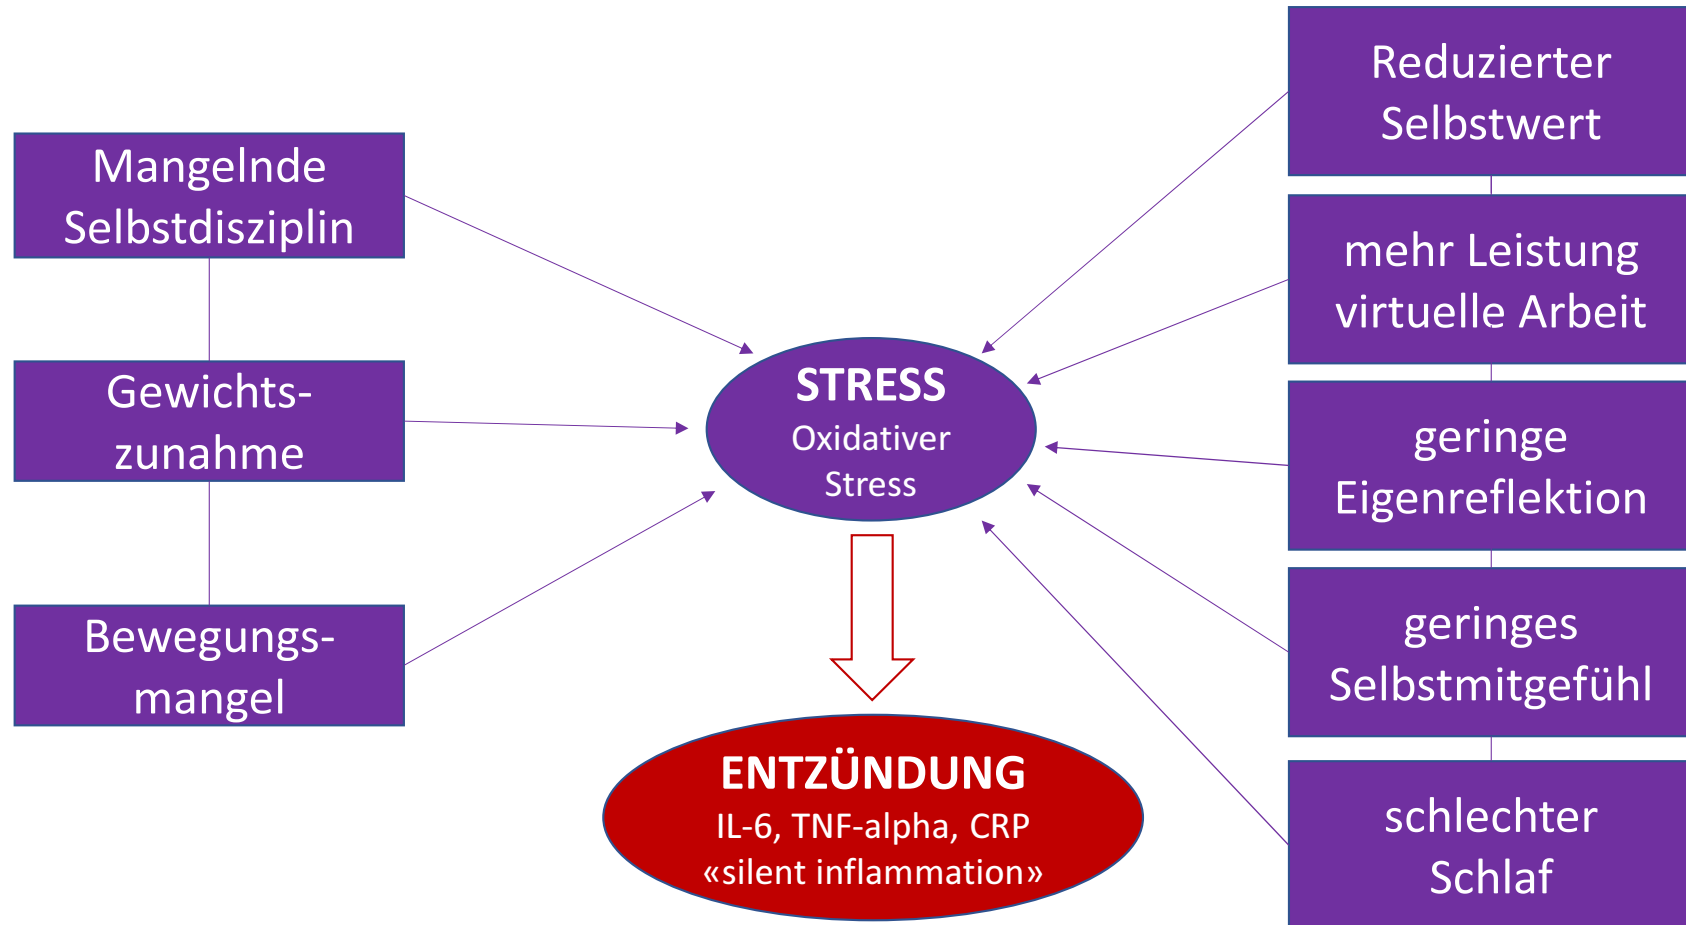 Mangelnde
Selbstdisziplin
Gewichts-
zunahme
Bewegungs-
mangel
STRESS
Oxidativer
Stress
ENTZÜNDUNG
IL-6, TNF-alpha, CRP
«silent inflammation»
Reduzierter
Selbstwert
mehr Leistung
virtuelle Arbeit
geringe
Eigenreflektion
geringes
Selbstmitgefühl
schlechter
Schlaf